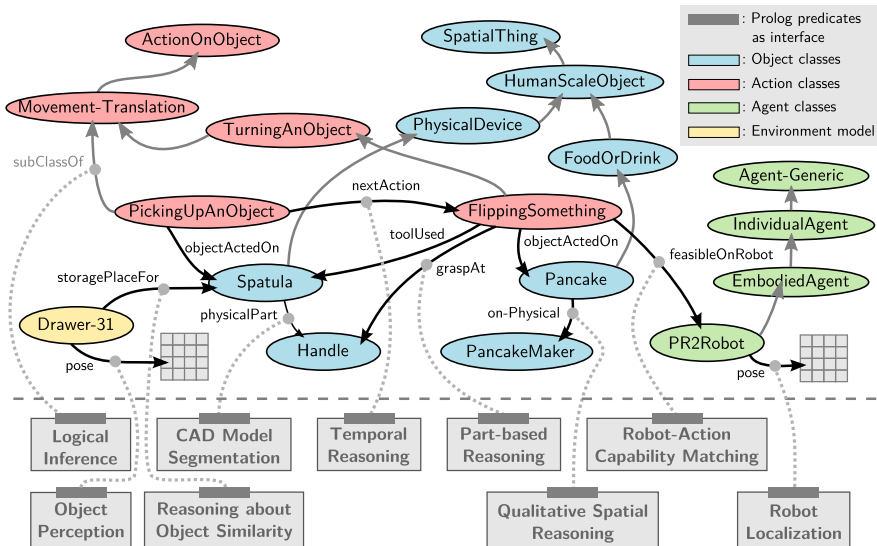 ActionOnObject
SpatialThing
: Prolog predicates
as interface
: Object classes
: Action classes
: Agent classes
: Environment model
HumanScaleObject
Movement-Translation
TurningAnObject
PhysicalDevice
FoodOrDrink
subClassOf
nextAction
Agent-Generic
PickingUpAnObject
FlippingSomething
IndividualAgent
objectActedOn
toolUsed
objectActedOn
feasibleOnRobot
storagePlaceFor
Spatula
graspAt
Pancake
EmbodiedAgent
physicalPart
on-Physical
Drawer-31
Handle
PancakeMaker
PR2Robot
pose
pose
Logical
Inference
CAD Model
Segmentation
Temporal
Reasoning
Part-based
Reasoning
Robot-Action
Capability Matching
Object
Perception
Reasoning about
Object Similarity
Qualitative Spatial
Reasoning
Robot
Localization